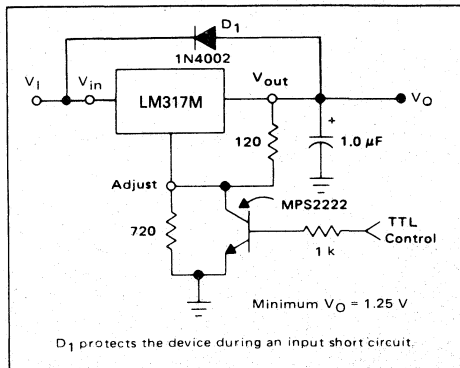 D1
1N4002
VI
Vin
LM317M
Vout
VO
120
+
1.0 μF
Adjust
MPS2222
720
TTL
Control
1 k
Minimum VO = 1.25 V
D1 protects the device during an input short circuit.